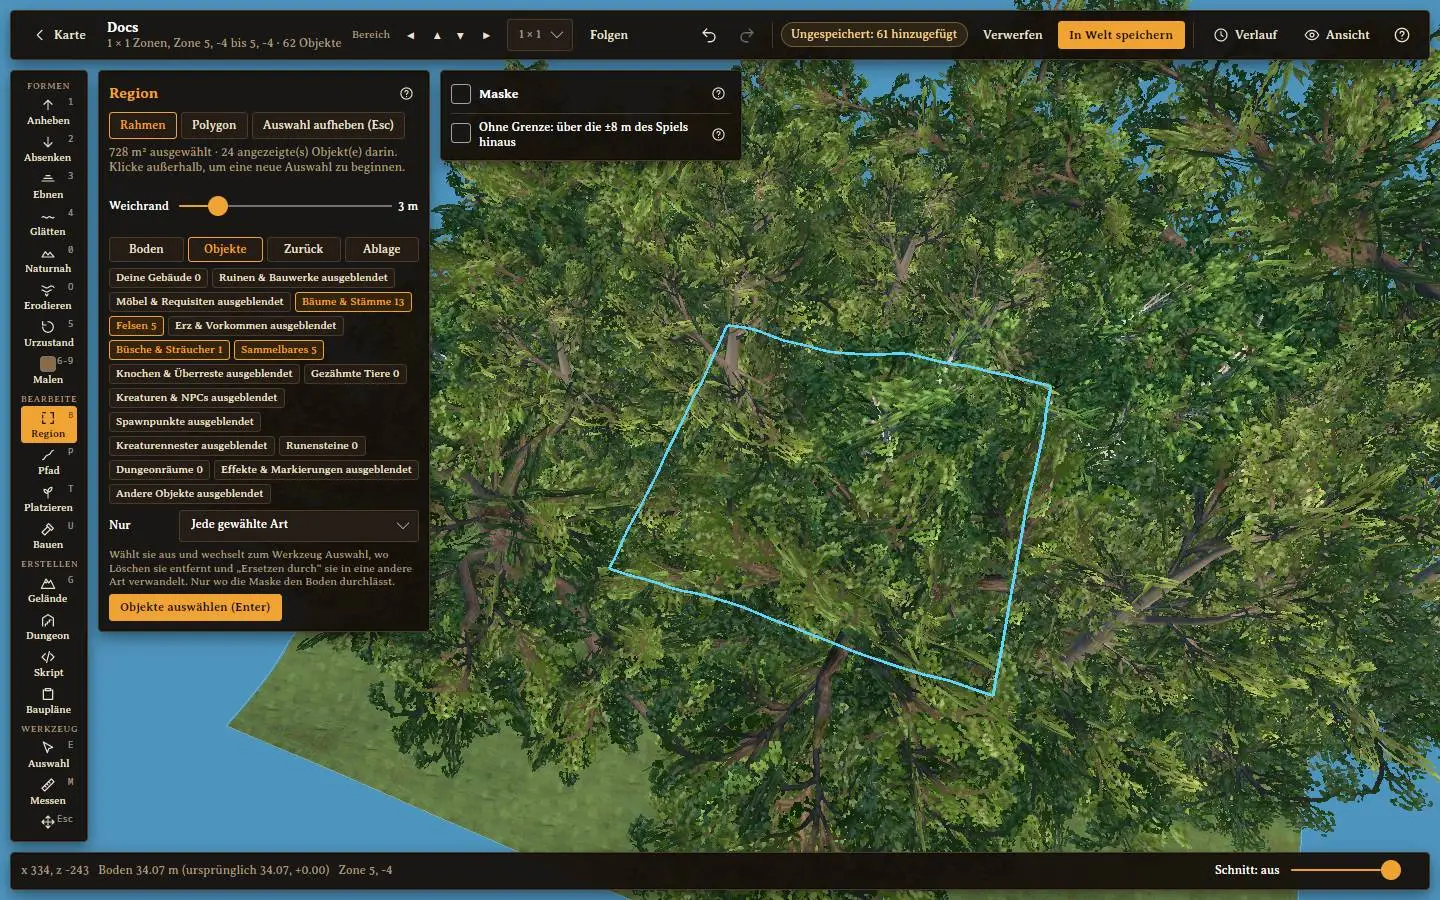 Karte
Docs
1 × 1 Zonen, Zone 5, -4 bis 5, -4 · 62 Objekte
Bereich
1 × 1
Folgen
Ungespeichert: 61 hinzugefügt
Verwerfen
In Welt speichern
Verlauf
Ansicht
FORMEN
1
Anheben
2
Absenken
3
Ebnen
4
Glätten
0
Naturnah
O
Erodieren
5
Urzustand
6-9
Malen
BEARBEITE
B
Region
P
Pfad
T
Platzieren
U
Bauen
ERSTELLEN
G
Gelände
Dungeon
Skript
Baupläne
WERKZEUG
E
Auswahl
M
Messen
Esc
Region
Rahmen
Polygon
Auswahl aufheben (Esc)
728 m² ausgewählt · 24 angezeigte(s) Objekt(e) darin.
Klicke außerhalb, um eine neue Auswahl zu beginnen.
Weichrand
3 m
Boden
Objekte
Zurück
Ablage
Deine Gebäude 0
Ruinen & Bauwerke ausgeblendet
Möbel & Requisiten ausgeblendet
Bäume & Stämme 13
Felsen 5
Erz & Vorkommen ausgeblendet
Büsche & Sträucher 1
Sammelbares 5
Knochen & Überreste ausgeblendet
Gezähmte Tiere 0
Kreaturen & NPCs ausgeblendet
Spawnpunkte ausgeblendet
Kreaturennester ausgeblendet
Runensteine 0
Dungeonräume 0
Effekte & Markierungen ausgeblendet
Andere Objekte ausgeblendet
Nur
Jede gewählte Art
Wählt sie aus und wechselt zum Werkzeug Auswahl, wo
Löschen sie entfernt und „Ersetzen durch“ sie in eine andere
Art verwandelt. Nur wo die Maske den Boden durchlässt.
Objekte auswählen (Enter)
Maske
Ohne Grenze: über die ±8 m des Spiels
hinaus
x 334, z -243
Boden 34.07 m (ursprünglich 34.07, +0.00)
Zone 5, -4
Schnitt: aus